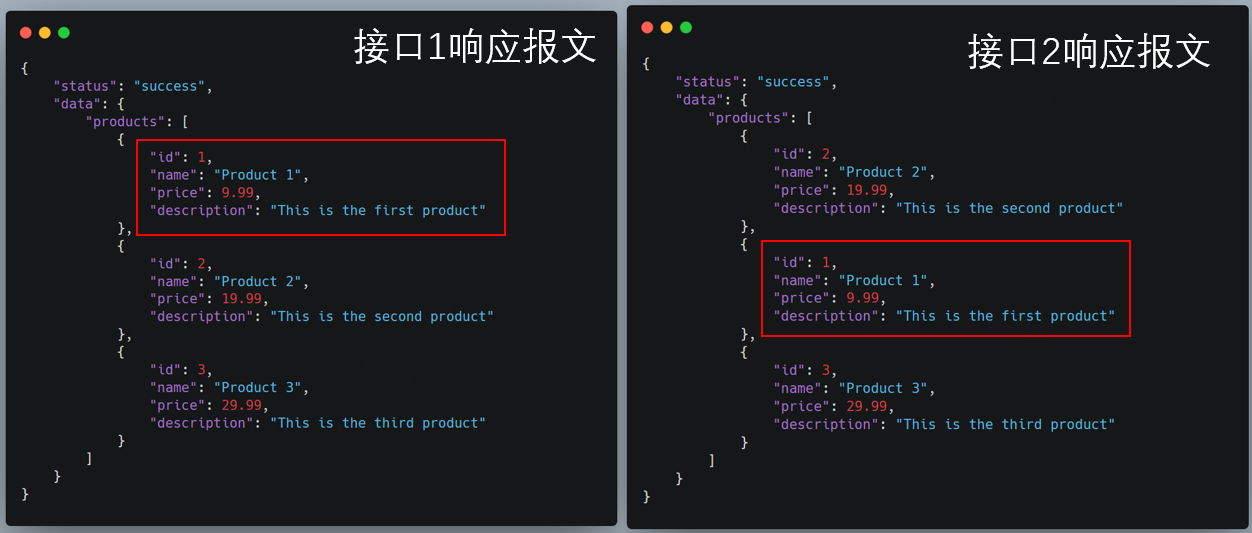 接口1响应报文
{
    "status": "success",
    "data": {
        "products": [
            {
                "id": 1,
                "name": "Product 1",
                "price": 9.99,
                "description": "This is the first product"
            },
            {
                "id": 2,
                "name": "Product 2",
                "price": 19.99,
                "description": "This is the second product"
            },
            {
                "id": 3,
                "name": "Product 3",
                "price": 29.99,
                "description": "This is the third product"
            }
        ]
    }
}
接口2响应报文
{
    "status": "success",
    "data": {
        "products": [
            {
                "id": 2,
                "name": "Product 2",
                "price": 19.99,
                "description": "This is the second product"
            },
            {
                "id": 1,
                "name": "Product 1",
                "price": 9.99,
                "description": "This is the first product"
            },
            {
                "id": 3,
                "name": "Product 3",
                "price": 29.99,
                "description": "This is the third product"
            }
        ]
    }
}